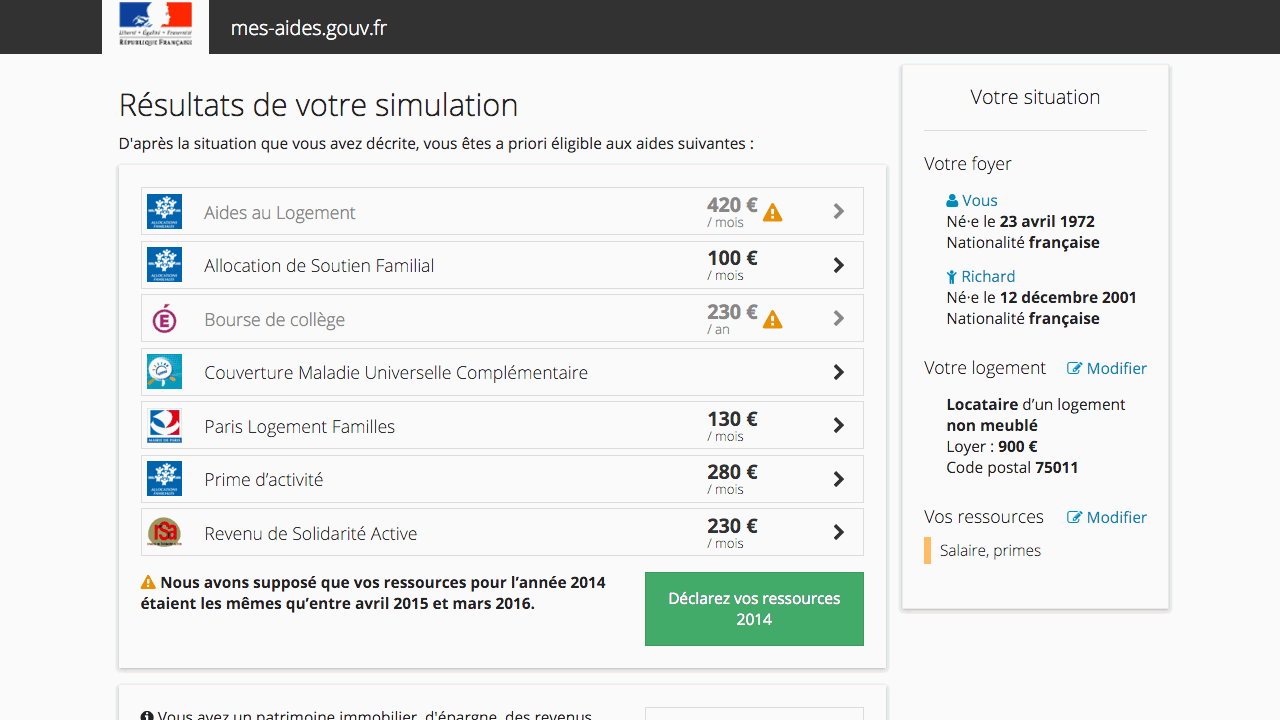 Liberté • Égalité • Fraternité
RÉPUBLIQUE FRANÇAISE
mes-aides.gouv.fr
Résultats de votre simulation
D'après la situation que vous avez décrite, vous êtes a priori éligible aux aides suivantes :
ALLOCATIONS
FAMILIALES
Aides au Logement
420 €
/ mois
ALLOCATIONS
FAMILIALES
Allocation de Soutien Familial
100 €
/ mois
É
Bourse de collège
230 €
/ an
Couverture Maladie Universelle Complémentaire
MAIRIE DE PARIS
Paris Logement Familles
130 €
/ mois
ALLOCATIONS
FAMILIALES
Prime d’activité
280 €
/ mois
rSa
Revenu de Solidarité Active
230 €
/ mois
Nous avons supposé que vos ressources pour l’année 2014
étaient les mêmes qu’entre avril 2015 et mars 2016.
Déclarez vos ressources
2014
Vous avez un patrimoine immobilier, d'épargne, des revenus
Votre situation
Votre foyer
Vous
Né·e le 23 avril 1972
Nationalité française
Richard
Né·e le 12 décembre 2001
Nationalité française
Votre logement Modifier
Locataire d’un logement
non meublé
Loyer : 900 €
Code postal 75011
Vos ressources Modifier
Salaire, primes